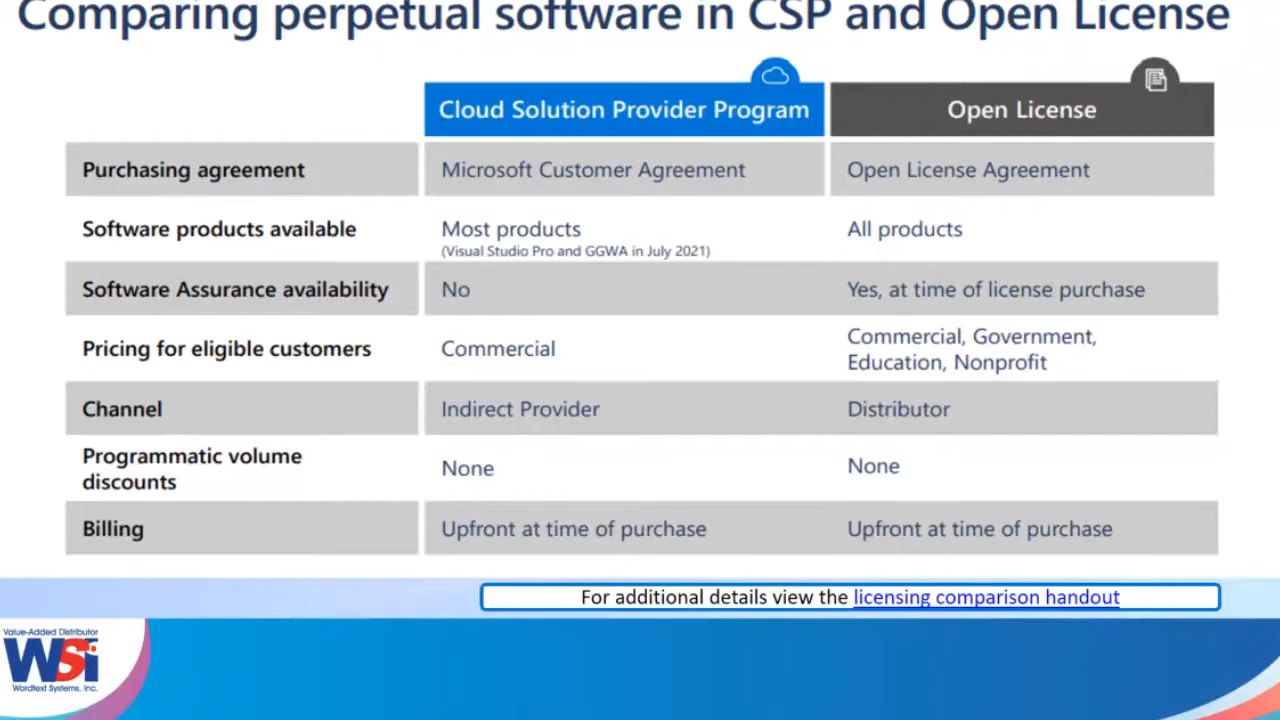 Comparing perpetual software in CSP and Open License
Cloud Solution Provider Program
Open License
Purchasing agreement
Microsoft Customer Agreement
Open License Agreement
Software products available
Most products
(Visual Studio Pro and GGWA in July 2021)
All products
Software Assurance availability
No
Yes, at time of license purchase
Pricing for eligible customers
Commercial
Commercial, Government,
Education, Nonprofit
Channel
Indirect Provider
Distributor
Programmatic volume
discounts
None
None
Billing
Upfront at time of purchase
Upfront at time of purchase
For additional details view the licensing comparison handout
Value-Added Distributor
WSi
Wordtext Systems, Inc.